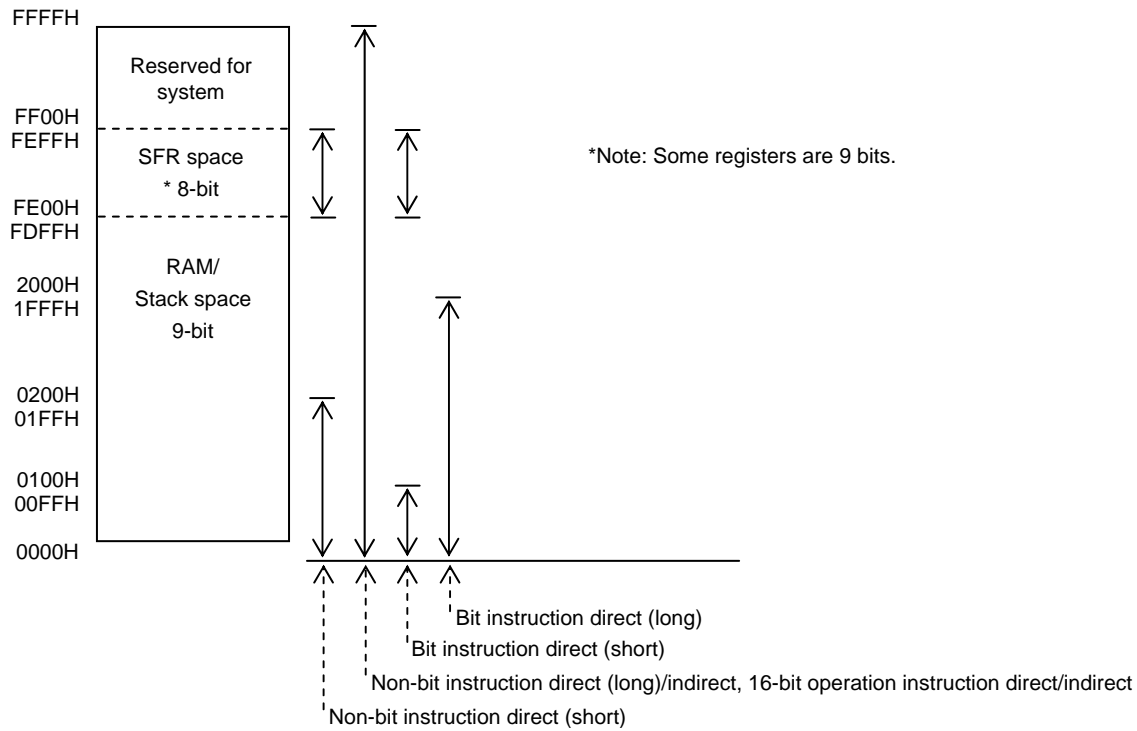 FFFFH
Reserved for
system
FF00H
FEFFH
SFR space
* 8-bit
*Note: Some registers are 9 bits.
FE00H
FDFFH
RAM/
Stack space
9-bit
2000H
1FFFH
0200H
01FFH
0100H
00FFH
0000H
Bit instruction direct (long)
Bit instruction direct (short)
Non-bit instruction direct (long)/indirect, 16-bit operation instruction direct/indirect
Non-bit instruction direct (short)